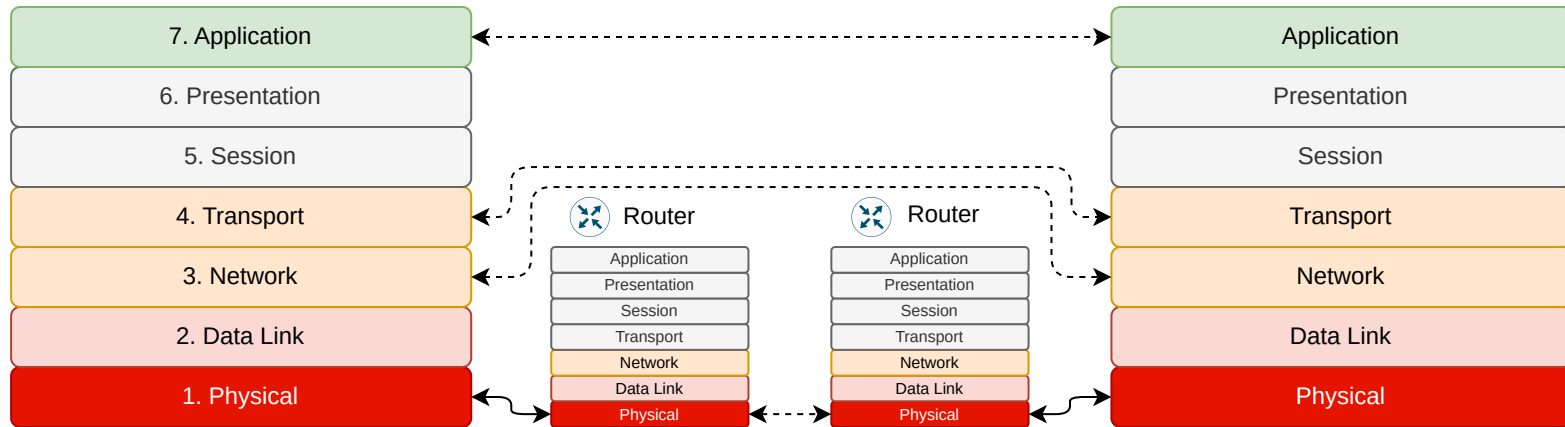 7. Application
6. Presentation
5. Session
4. Transport
3. Network
2. Data Link
1. Physical
Router
Application
Presentation
Session
Transport
Network
Data Link
Physical
Router
Application
Presentation
Session
Transport
Network
Data Link
Physical
Application
Presentation
Session
Transport
Network
Data Link
Physical